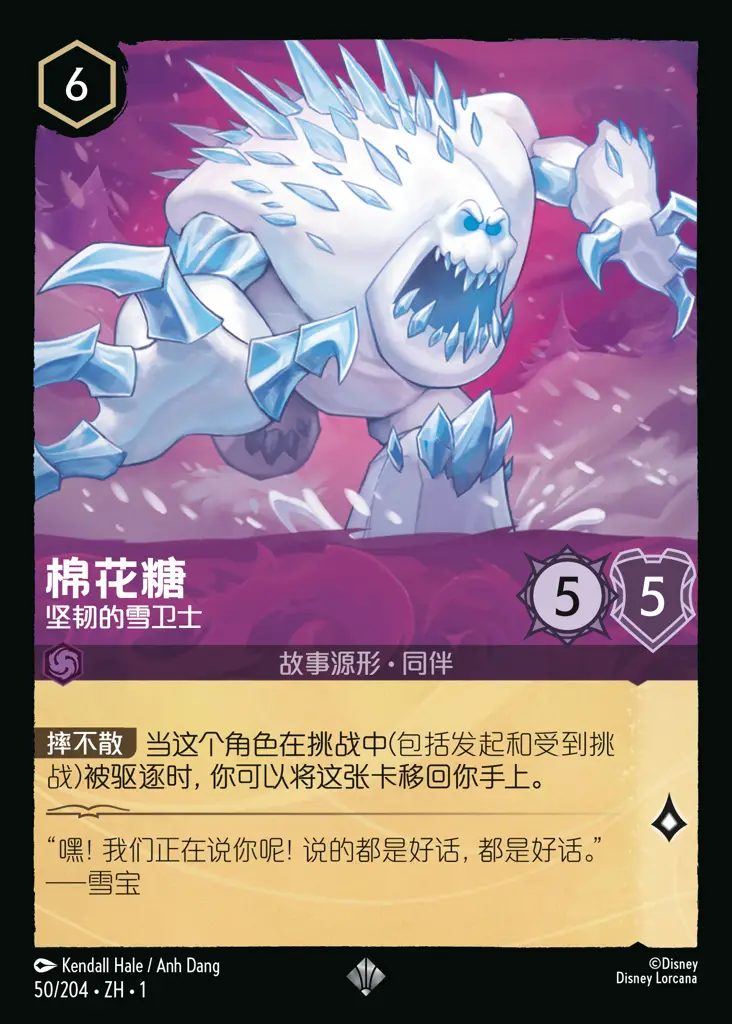 6
棉花糖
坚韧的雪卫士
5
5
故事源形·同伴
摔不散 当这个角色在挑战中(包括发起和受到挑
战)被驱逐时, 你可以将这张卡移回你手上。
“嘿! 我们正在说你呢! 说的都是好话, 都是好话。”
——雪宝
Kendall Hale / Anh Dang
©Disney
50/204 • ZH • 1
Disney Lorcana